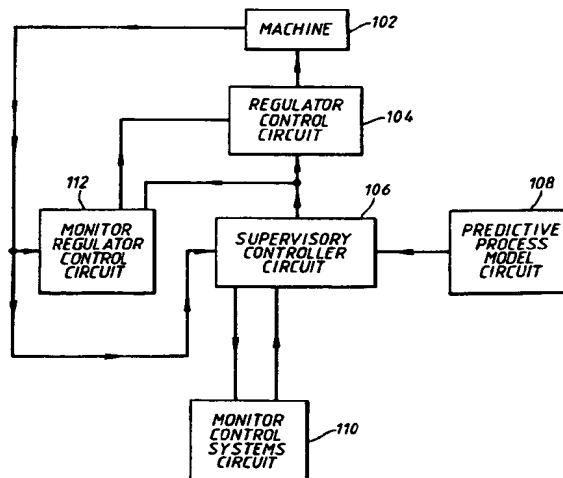 MACHINE
102
REGULATOR
CONTROL
CIRCUIT
104
112
MONITOR
REGULATOR
CONTROL
CIRCUIT
106
SUPERVISORY
CONTROLLER
CIRCUIT
108
PREDICTIVE
PROCESS
MODEL
CIRCUIT
MONITOR
CONTROL
SYSTEMS
CIRCUIT
110